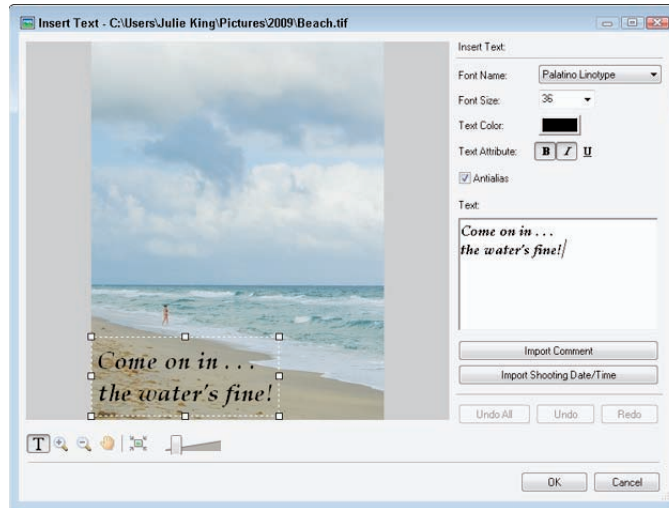 Insert Text - C:\Users\Julie King\Pictures\2009\Beach.tif
Insert Text:
Font Name: Palatino Linotype
Font Size: 36
Text Color:
Text Attribute: B I U
Antialias
Text:
Come on in . . .
the water's fine!
Come on in . . .
the water's fine!
Import Comment
Import Shooting Date/Time
Undo All Undo Redo
T
OK Cancel